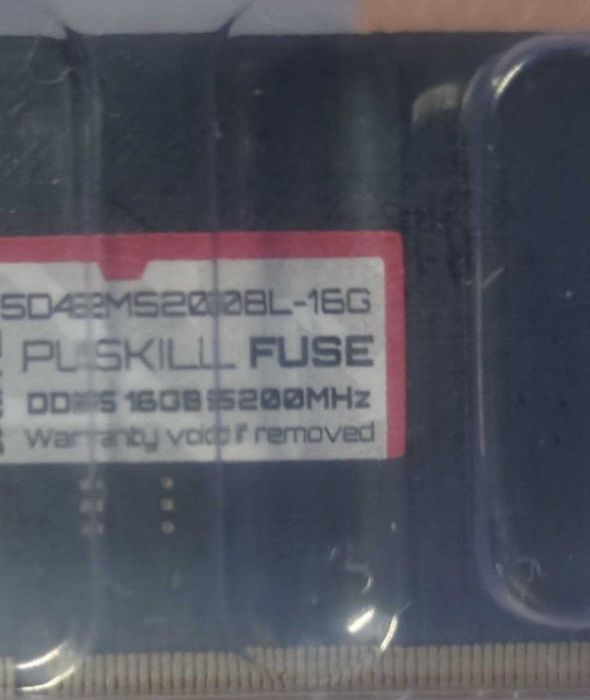 PUSKILL FUSE
DDR5 16GB 5200MHz
Warranty void if removed